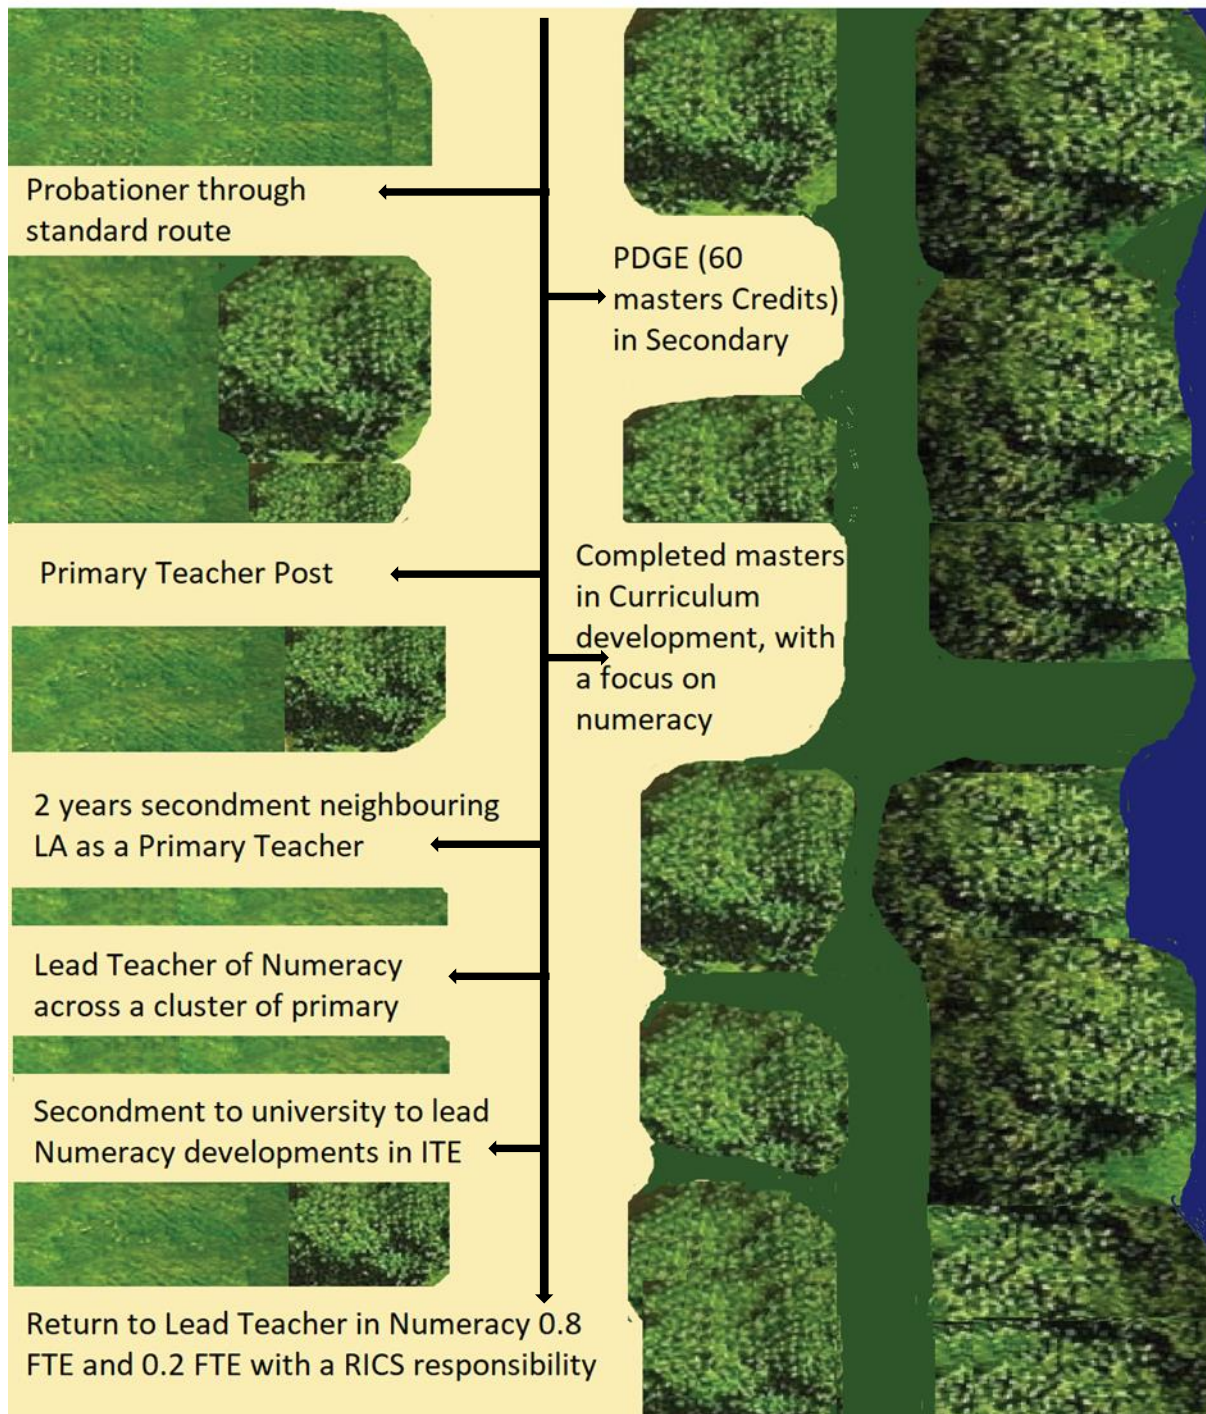 Probationer through
standard route
PDGE (60
masters Credits)
in Secondary
Primary Teacher Post
Completed masters
in Curriculum
development, with
a focus on
numeracy
2 years secondment neighbouring
LA as a Primary Teacher
Lead Teacher of Numeracy
across a cluster of primary
Secondment to university to lead
Numeracy developments in ITE
Return to Lead Teacher in Numeracy 0.8
FTE and 0.2 FTE with a RICS responsibility